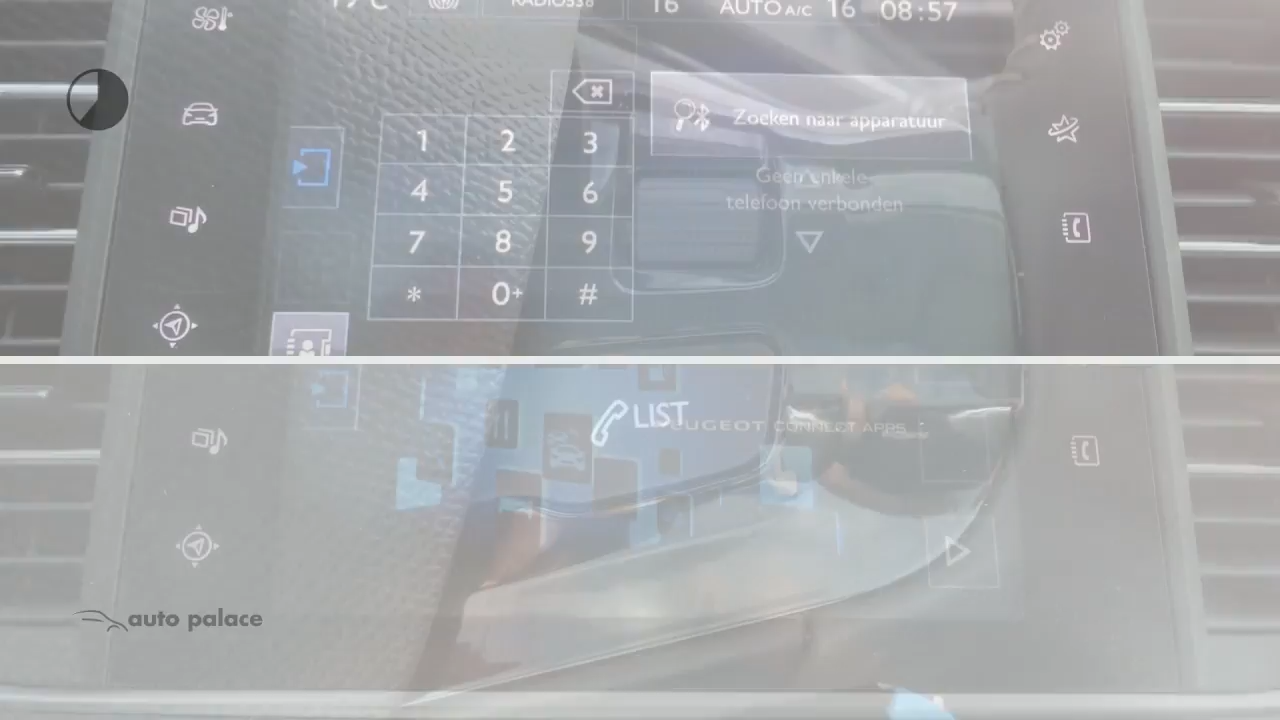 19°C RADIO538 16 AUTO A/C 16 08:57
Zoeken naar apparatuur
1 2 3
Geen enkele
telefoon verbonden
4 5 6
7 8 9
* 0+ #
LIST
PEUGEOT CONNECT APPS
auto palace